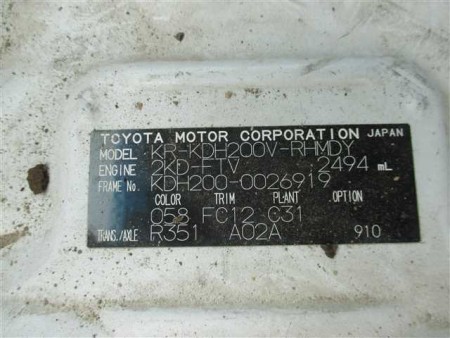 TOYOTA MOTOR CORPORATION JAPAN
MODEL KR-KDH200V-RHMDY
ENGINE 2KD-FTV 2494 mL
FRAME No. KDH200-0026919
COLOR TRIM PLANT OPTION
058 FC12 C31
TRANS./AXLE R351 A02A 910